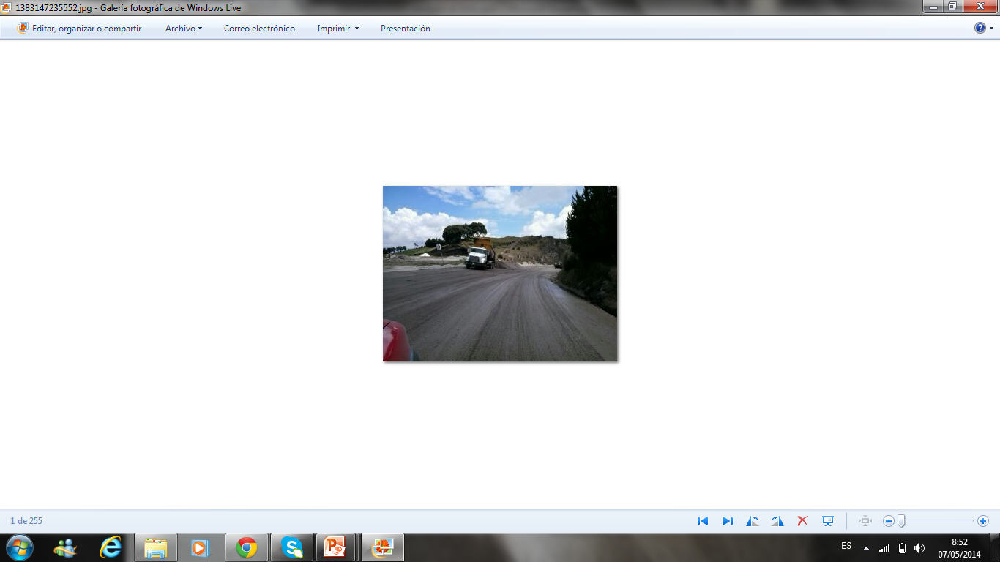 1383147235552.jpg - Galería fotográfica de Windows Live
Editar, organizar o compartir Archivo Correo electrónico Imprimir Presentación
1 de 255
ES
8:52
07/05/2014